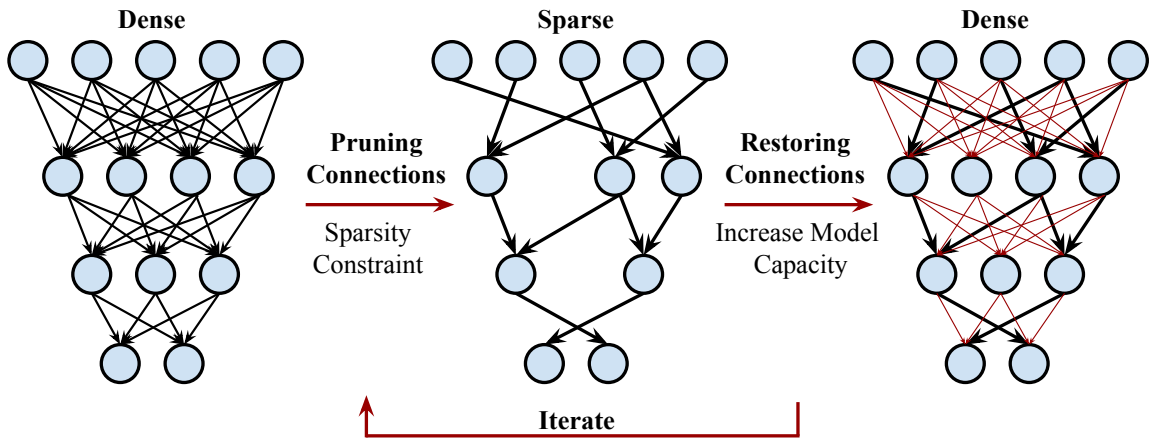 Dense
Sparse
Dense
Pruning
Connections
Sparsity
Constraint
Restoring
Connections
Increase Model
Capacity
Iterate